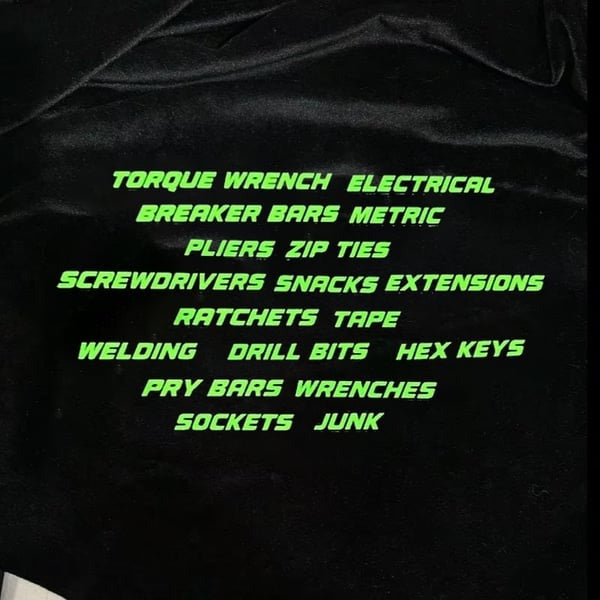 TORQUE WRENCH ELECTRICAL
BREAKER BARS METRIC
PLIERS ZIP TIES
SCREWDRIVERS SNACKS EXTENSIONS
RATCHETS TAPE
WELDING DRILL BITS HEX KEYS
PRY BARS WRENCHES
SOCKETS JUNK